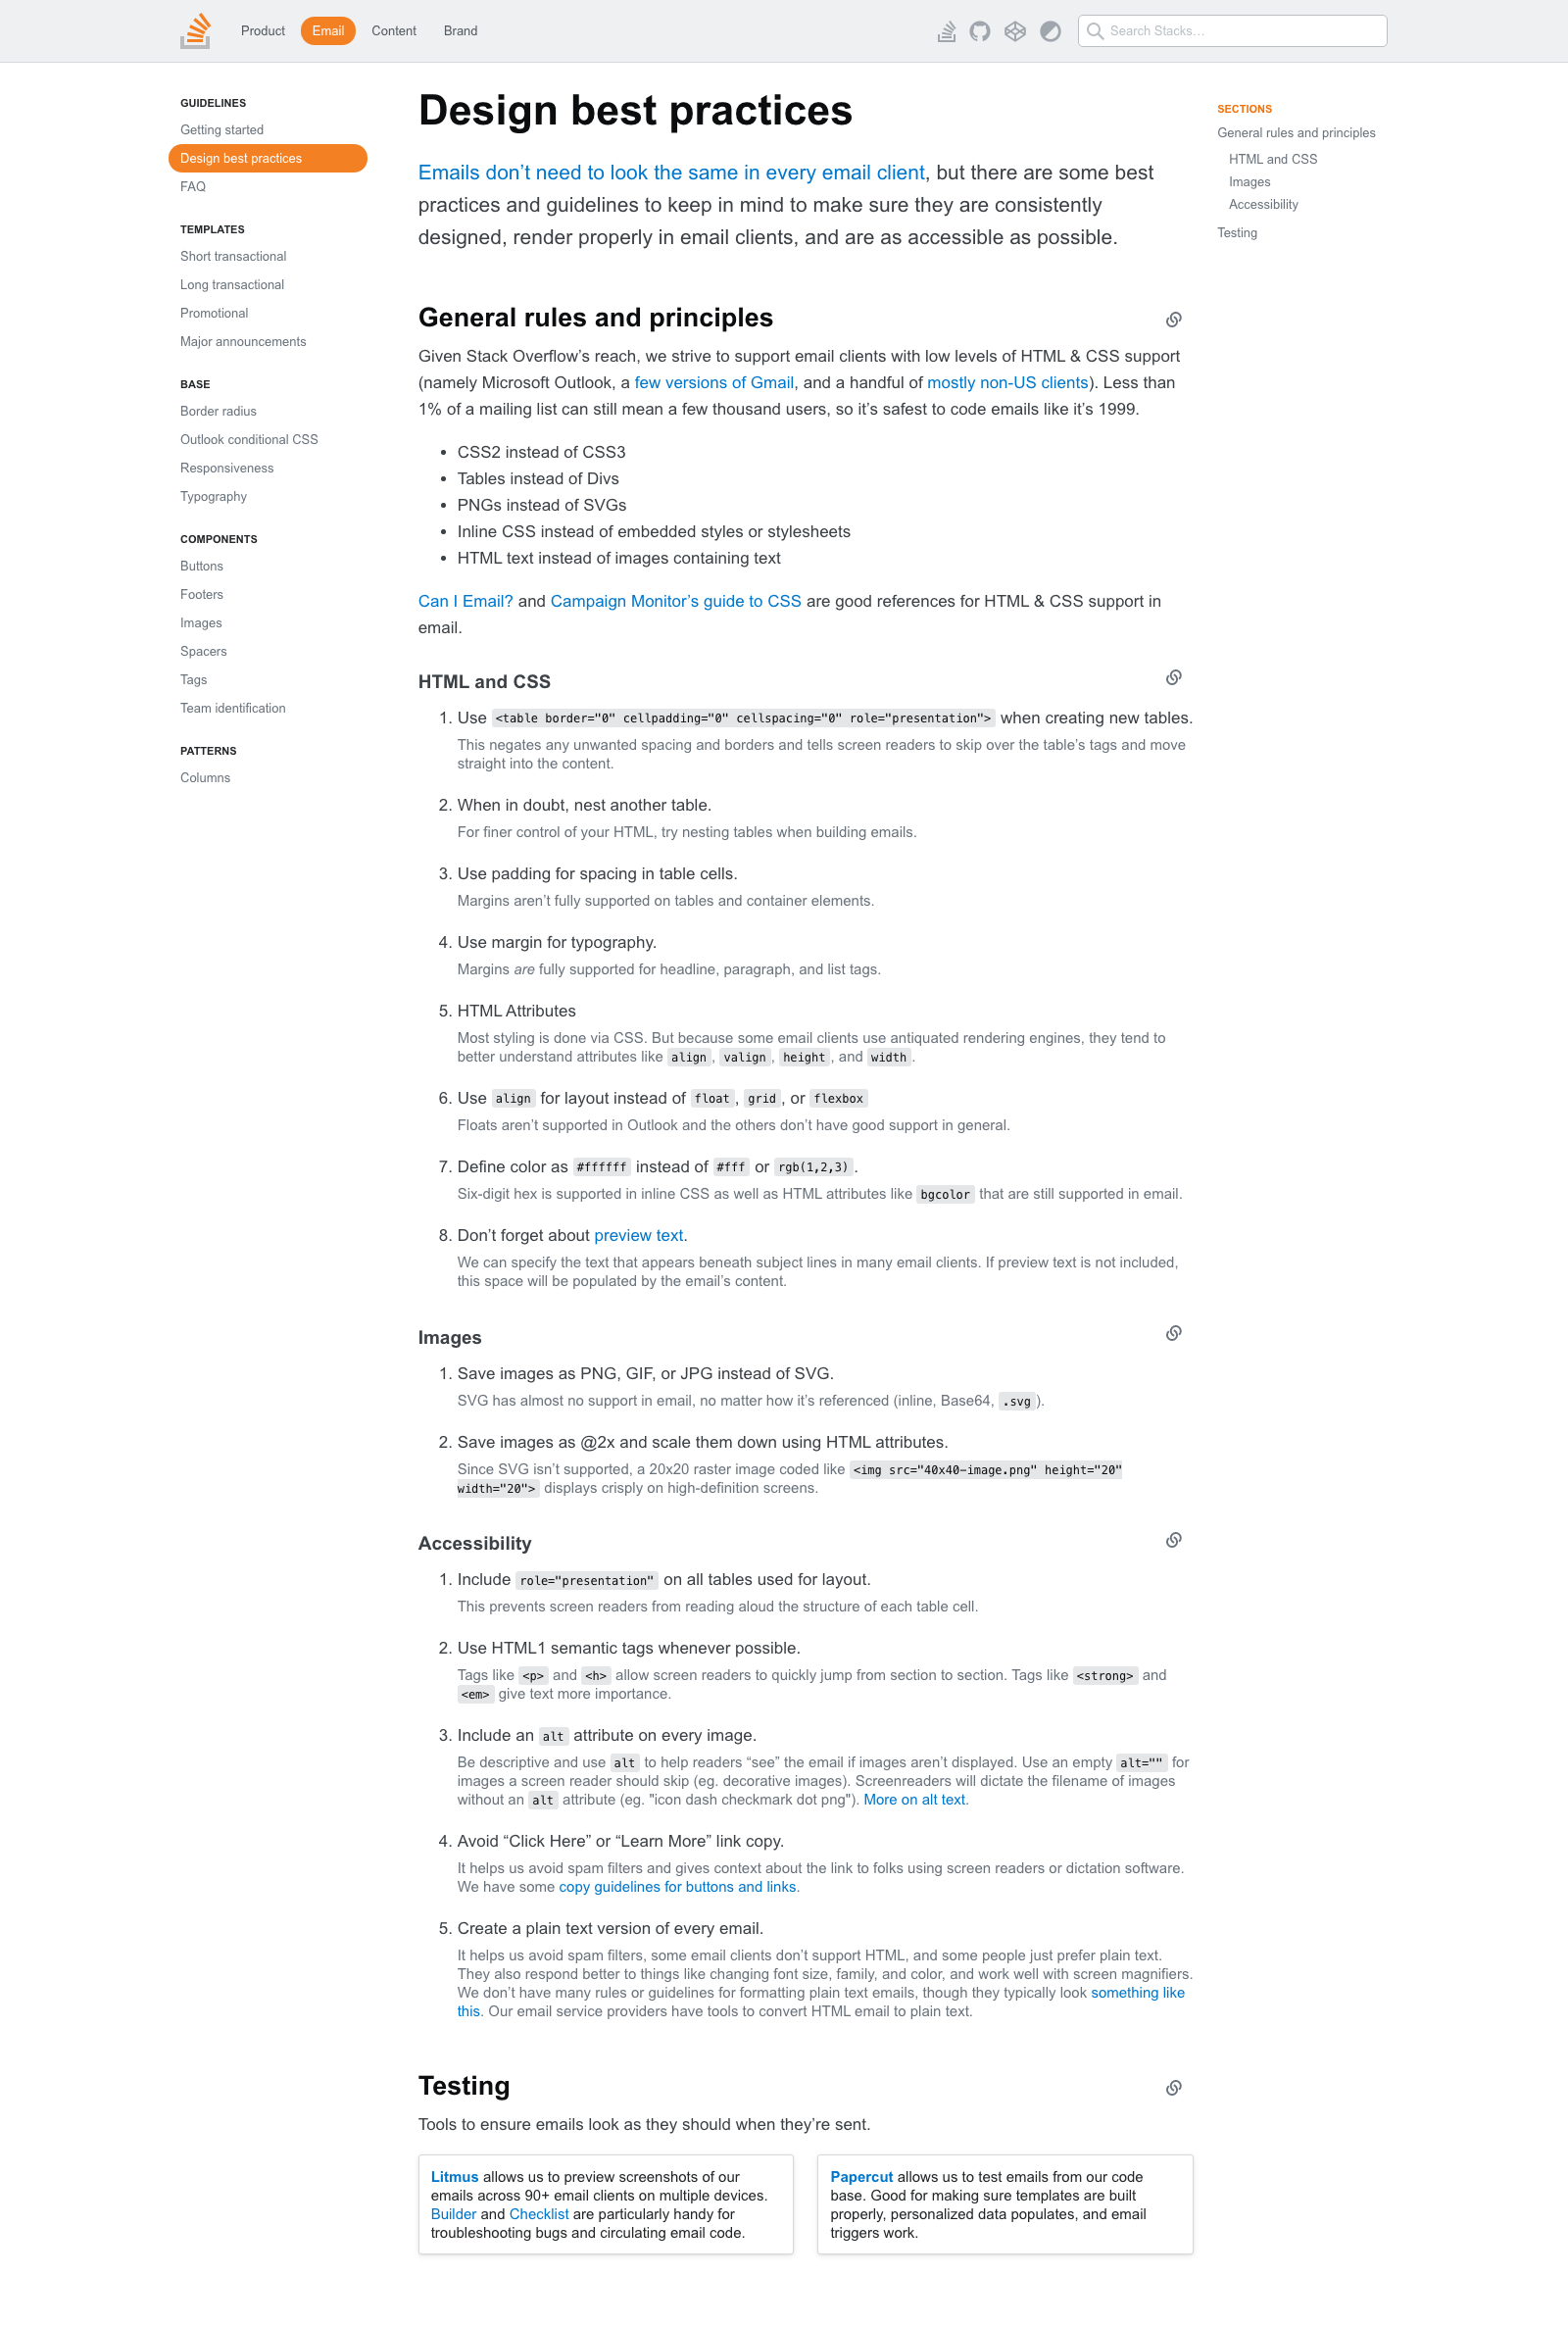 Product Email Content Brand Search Stacks…
GUIDELINES
Getting started
Design best practices
FAQ
TEMPLATES
Short transactional
Long transactional
Promotional
Major announcements
BASE
Border radius
Outlook conditional CSS
Responsiveness
Typography
COMPONENTS
Buttons
Footers
Images
Spacers
Tags
Team identification
PATTERNS
Columns
Design best practices
Emails don’t need to look the same in every email client, but there are some best
practices and guidelines to keep in mind to make sure they are consistently
designed, render properly in email clients, and are as accessible as possible.
General rules and principles
Given Stack Overflow’s reach, we strive to support email clients with low levels of HTML & CSS support
(namely Microsoft Outlook, a few versions of Gmail, and a handful of mostly non-US clients). Less than
1% of a mailing list can still mean a few thousand users, so it’s safest to code emails like it’s 1999.
• CSS2 instead of CSS3
• Tables instead of Divs
• PNGs instead of SVGs
• Inline CSS instead of embedded styles or stylesheets
• HTML text instead of images containing text
Can I Email? and Campaign Monitor’s guide to CSS are good references for HTML & CSS support in
email.
HTML and CSS
1. Use <table border="0" cellpadding="0" cellspacing="0" role="presentation"> when creating new tables.
This negates any unwanted spacing and borders and tells screen readers to skip over the table’s tags and move
straight into the content.
2. When in doubt, nest another table.
For finer control of your HTML, try nesting tables when building emails.
3. Use padding for spacing in table cells.
Margins aren’t fully supported on tables and container elements.
4. Use margin for typography.
Margins are fully supported for headline, paragraph, and list tags.
5. HTML Attributes
Most styling is done via CSS. But because some email clients use antiquated rendering engines, they tend to
better understand attributes like align, valign, height, and width.
6. Use align for layout instead of float, grid, or flexbox
Floats aren’t supported in Outlook and the others don’t have good support in general.
7. Define color as #ffffff instead of #fff or rgb(1,2,3).
Six-digit hex is supported in inline CSS as well as HTML attributes like bgcolor that are still supported in email.
8. Don’t forget about preview text.
We can specify the text that appears beneath subject lines in many email clients. If preview text is not included,
this space will be populated by the email’s content.
Images
1. Save images as PNG, GIF, or JPG instead of SVG.
SVG has almost no support in email, no matter how it’s referenced (inline, Base64, .svg).
2. Save images as @2x and scale them down using HTML attributes.
Since SVG isn’t supported, a 20x20 raster image coded like <img src="40x40-image.png" height="20"
width="20"> displays crisply on high-definition screens.
Accessibility
1. Include role="presentation" on all tables used for layout.
This prevents screen readers from reading aloud the structure of each table cell.
2. Use HTML1 semantic tags whenever possible.
Tags like <p> and <h> allow screen readers to quickly jump from section to section. Tags like <strong> and
<em> give text more importance.
3. Include an alt attribute on every image.
Be descriptive and use alt to help readers “see” the email if images aren’t displayed. Use an empty alt="" for
images a screen reader should skip (eg. decorative images). Screenreaders will dictate the filename of images
without an alt attribute (eg. "icon dash checkmark dot png"). More on alt text.
4. Avoid “Click Here” or “Learn More” link copy.
It helps us avoid spam filters and gives context about the link to folks using screen readers or dictation software.
We have some copy guidelines for buttons and links.
5. Create a plain text version of every email.
It helps us avoid spam filters, some email clients don’t support HTML, and some people just prefer plain text.
They also respond better to things like changing font size, family, and color, and work well with screen magnifiers.
We don’t have many rules or guidelines for formatting plain text emails, though they typically look something like
this. Our email service providers have tools to convert HTML email to plain text.
Testing
Tools to ensure emails look as they should when they’re sent.
Litmus allows us to preview screenshots of our
emails across 90+ email clients on multiple devices.
Builder and Checklist are particularly handy for
troubleshooting bugs and circulating email code.
Papercut allows us to test emails from our code
base. Good for making sure templates are built
properly, personalized data populates, and email
triggers work.
SECTIONS
General rules and principles
HTML and CSS
Images
Accessibility
Testing